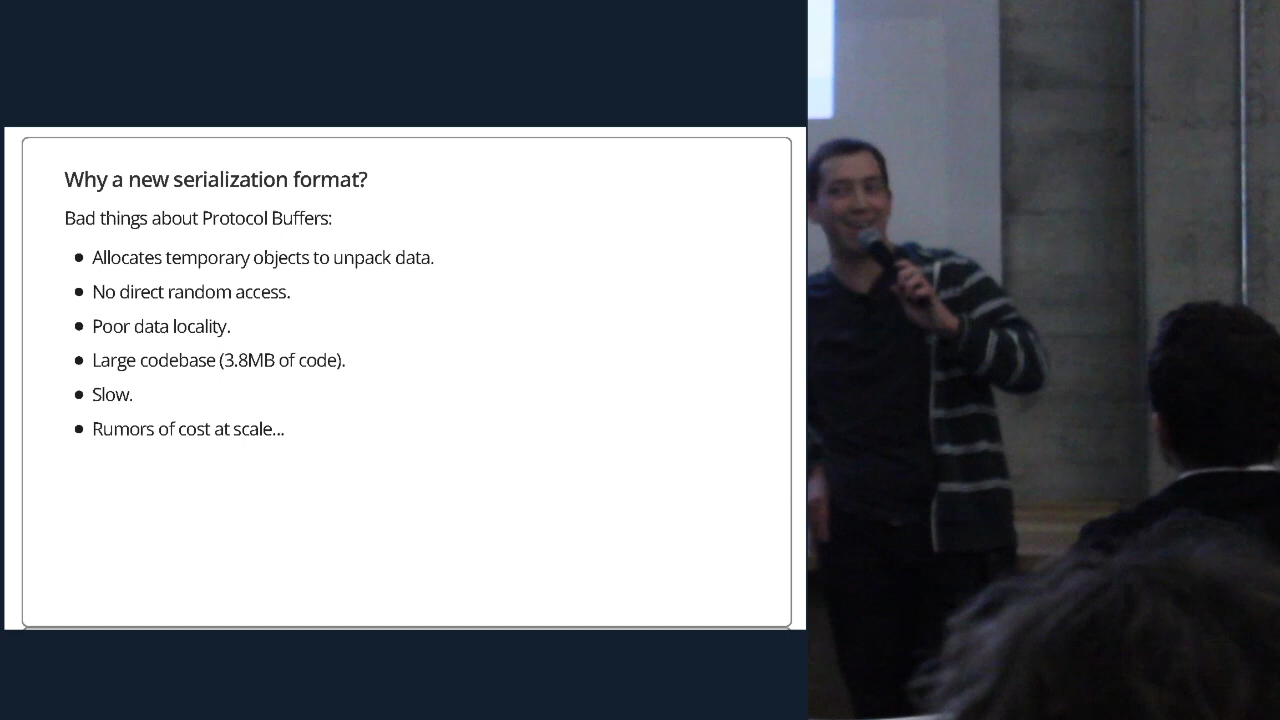 Why a new serialization format?
Bad things about Protocol Buffers:
Allocates temporary objects to unpack data.
No direct random access.
Poor data locality.
Large codebase (3.8MB of code).
Slow.
Rumors of cost at scale...